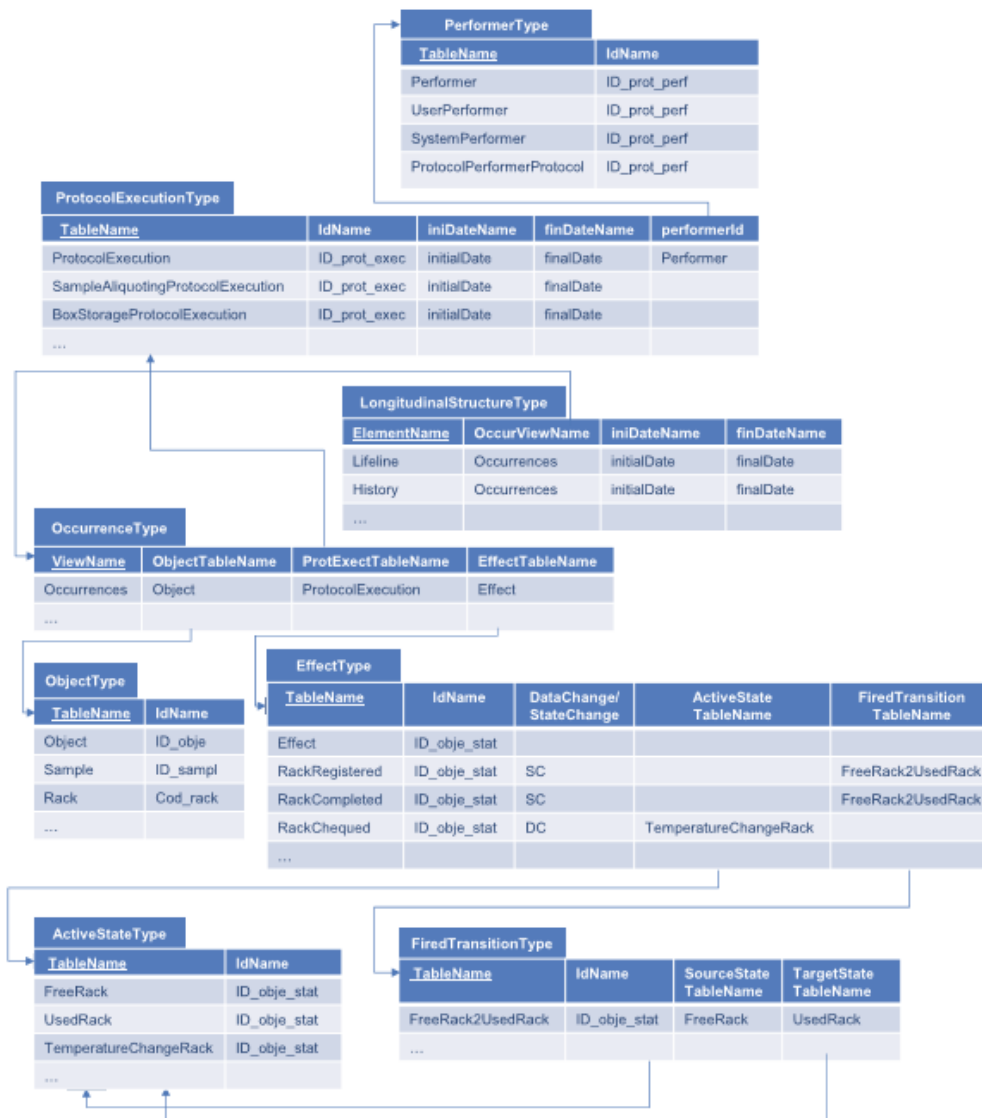 PerformerType
TableName IdName
Performer ID_prot_perf
UserPerformer ID_prot_perf
SystemPerformer ID_prot_perf
ProtocolPerformerProtocol ID_prot_perf
ProtocolExecutionType
TableName IdName iniDateName finDateName performerId
ProtocolExecution ID_prot_exec initialDate finalDate Performer
SampleAliquotingProtocolExecution ID_prot_exec initialDate finalDate
BoxStorageProtocolExecution ID_prot_exec initialDate finalDate
...
LongitudinalStructureType
ElementName OccurViewName iniDateName finDateName
Lifeline Occurrences initialDate finalDate
History Occurrences initialDate finalDate
...
OccurrenceType
ViewName ObjectTableName ProtExectTableName EffectTableName
Occurrences Object ProtocolExecution Effect
...
ObjectType
TableName IdName
Object ID_obje
Sample ID_sampl
Rack Cod_rack
...
EffectType
TableName IdName DataChange/ ActiveState FiredTransition
StateChange TableName TableName
Effect ID_obje_stat
RackRegistered ID_obje_stat SC FreeRack2UsedRack
RackCompleted ID_obje_stat SC FreeRack2UsedRack
RackChequed ID_obje_stat DC TemperatureChangeRack
...
ActiveStateType
TableName IdName
FreeRack ID_obje_stat
UsedRack ID_obje_stat
TemperatureChangeRack ID_obje_stat
...
FiredTransitionType
TableName IdName SourceState TargetState
TableName TableName
FreeRack2UsedRack ID_obje_stat FreeRack UsedRack
...